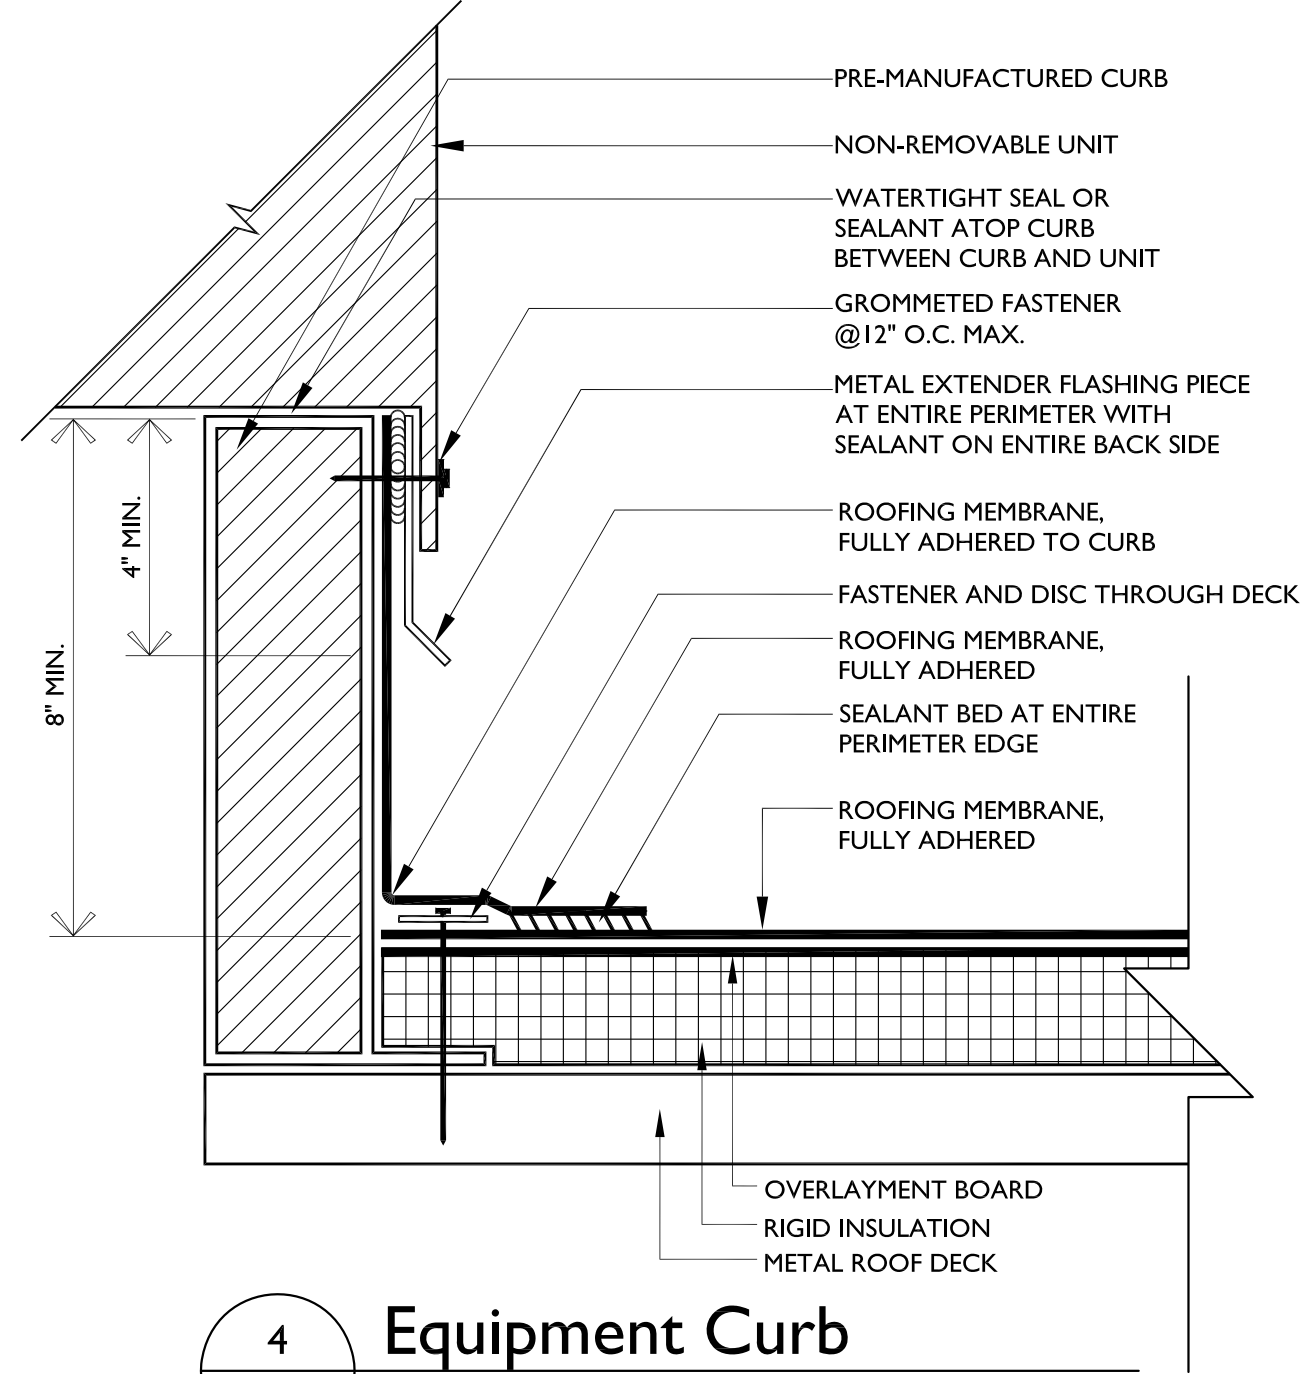 PRE-MANUFACTURED CURB
NON-REMOVABLE UNIT
WATERTIGHT SEAL OR
SEALANT ATOP CURB
BETWEEN CURB AND UNIT
GROMMETED FASTENER
@12" O.C. MAX.
METAL EXTENDER FLASHING PIECE
AT ENTIRE PERIMETER WITH
SEALANT ON ENTIRE BACK SIDE
ROOFING MEMBRANE,
FULLY ADHERED TO CURB
FASTENER AND DISC THROUGH DECK
ROOFING MEMBRANE,
FULLY ADHERED
SEALANT BED AT ENTIRE
PERIMETER EDGE
ROOFING MEMBRANE,
FULLY ADHERED
4" MIN.
8" MIN.
OVERLAYMENT BOARD
RIGID INSULATION
METAL ROOF DECK
4
Equipment Curb